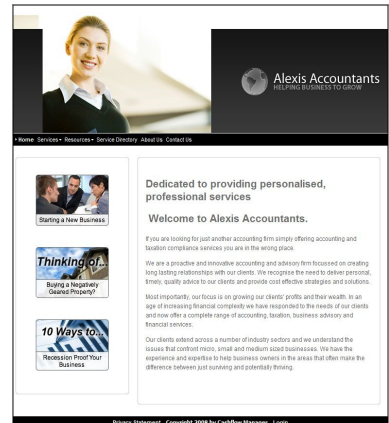 Alexis Accountants
HELPING BUSINESS TO GROW
Home Services Resources Service Directory About Us Contact Us
Starting a New Business
Thinking of...
Buying a Negatively
Geared Property?
10 Ways to...
Recession Proof Your
Business
Dedicated to providing personalised,
professional services
Welcome to Alexis Accountants.
If you are looking for just another accounting firm simply offering accounting and
taxation compliance services you are in the wrong place.
We are a proactive and innovative accounting and advisory firm focussed on creating
long lasting relationships with our clients. We recognise the need to deliver personal,
timely, quality advice to our clients and provide cost effective strategies and solutions.
Most importantly, our focus is on growing our clients' profits and their wealth. In an
age of increasing financial complexity we have responded to the needs of our clients
and now offer a complete range of accounting, taxation, business advisory and
financial services.
Our clients extend across a number of industry sectors and we understand the
issues that confront micro, small and medium sized businesses. We have the
experience and expertise to help business owners in the areas that often make the
difference between just surviving and potentially thriving.
Privacy Statement Copyright 2008 by Cashflow Manager Login